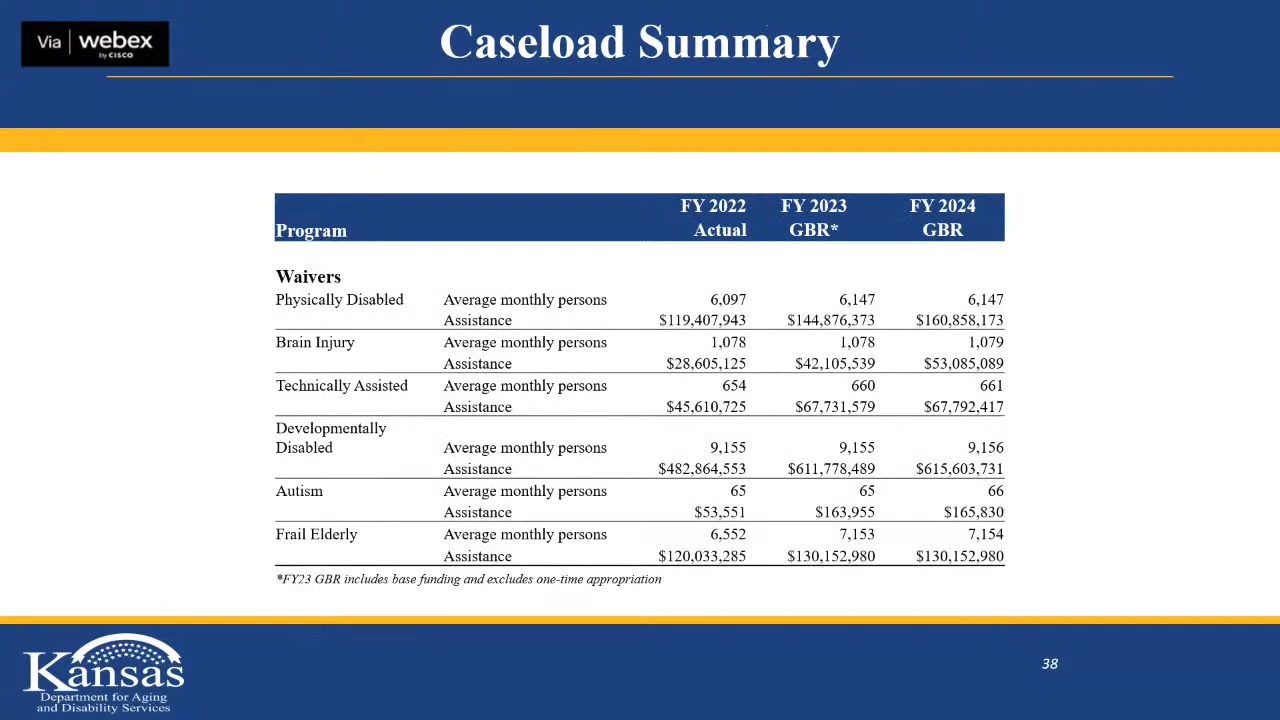 Via | webex
by CISCO
Caseload Summary
FY 2022 FY 2023 FY 2024
Program Actual GBR* GBR
Waivers
Physically Disabled Average monthly persons 6,097 6,147 6,147
Assistance $119,407,943 $144,876,373 $160,858,173
Brain Injury Average monthly persons 1,078 1,078 1,079
Assistance $28,605,125 $42,105,539 $53,085,089
Technically Assisted Average monthly persons 654 660 661
Assistance $45,610,725 $67,731,579 $67,792,417
Developmentally
Disabled Average monthly persons 9,155 9,155 9,156
Assistance $482,864,553 $611,778,489 $615,603,731
Autism Average monthly persons 65 65 66
Assistance $53,551 $163,955 $165,830
Frail Elderly Average monthly persons 6,552 7,153 7,154
Assistance $120,033,285 $130,152,980 $130,152,980
*FY23 GBR includes base funding and excludes one-time appropriation
38
Kansas
Department for Aging
and Disability Services